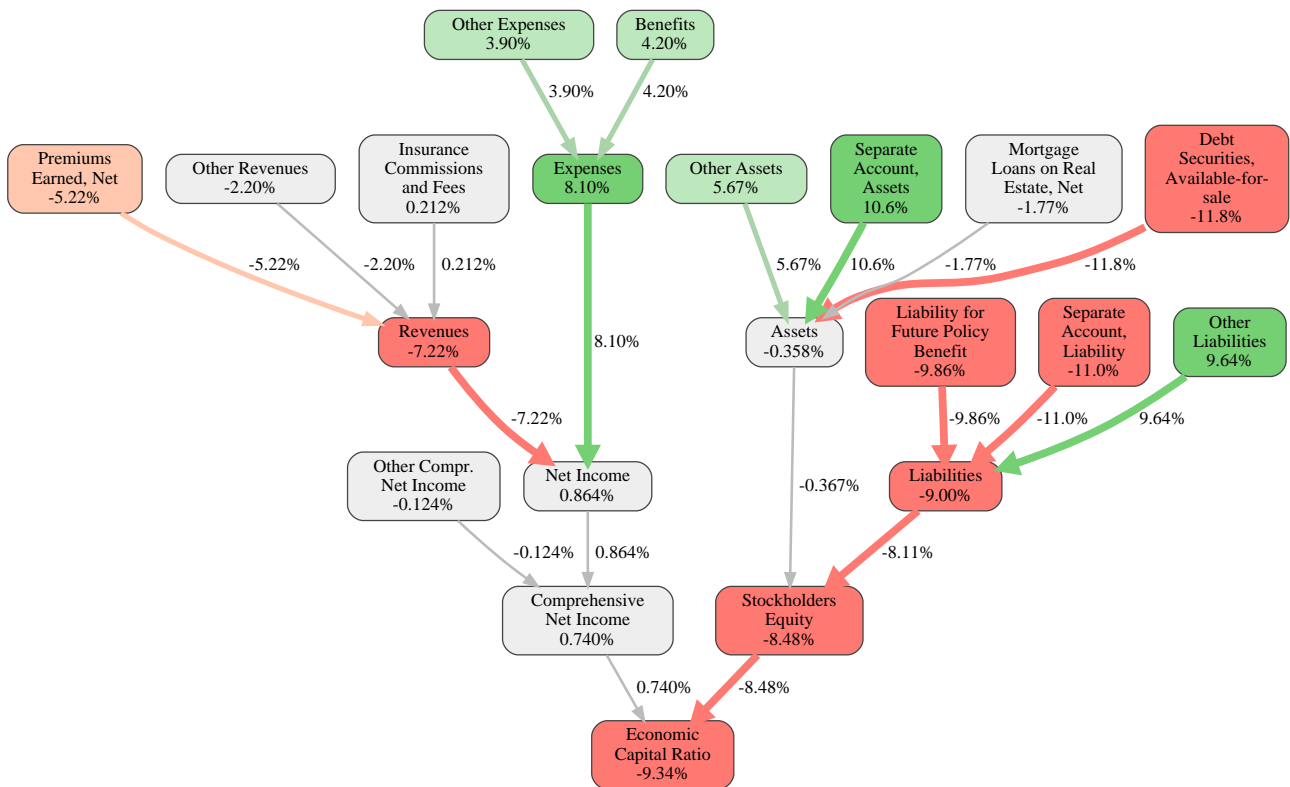 Other Expenses
3.90%
Benefits
4.20%
3.90%
4.20%
Premiums
Earned, Net
-5.22%
Other Revenues
-2.20%
Insurance
Commissions
and Fees
0.212%
Expenses
8.10%
Other Assets
5.67%
Separate
Account,
Assets
10.6%
Mortgage
Loans on Real
Estate, Net
-1.77%
Debt
Securities,
Available-for-
sale
-11.8%
-5.22%
-2.20%
0.212%
5.67%
10.6%
-1.77%
-11.8%
Revenues
-7.22%
8.10%
Assets
-0.358%
Liability for
Future Policy
Benefit
-9.86%
Separate
Account,
Liability
-11.0%
Other
Liabilities
9.64%
-7.22%
-9.86%
-11.0%
9.64%
Other Compr.
Net Income
-0.124%
Net Income
0.864%
-0.367%
Liabilities
-9.00%
-0.124%
0.864%
-8.11%
Comprehensive
Net Income
0.740%
Stockholders
Equity
-8.48%
0.740%
-8.48%
Economic
Capital Ratio
-9.34%